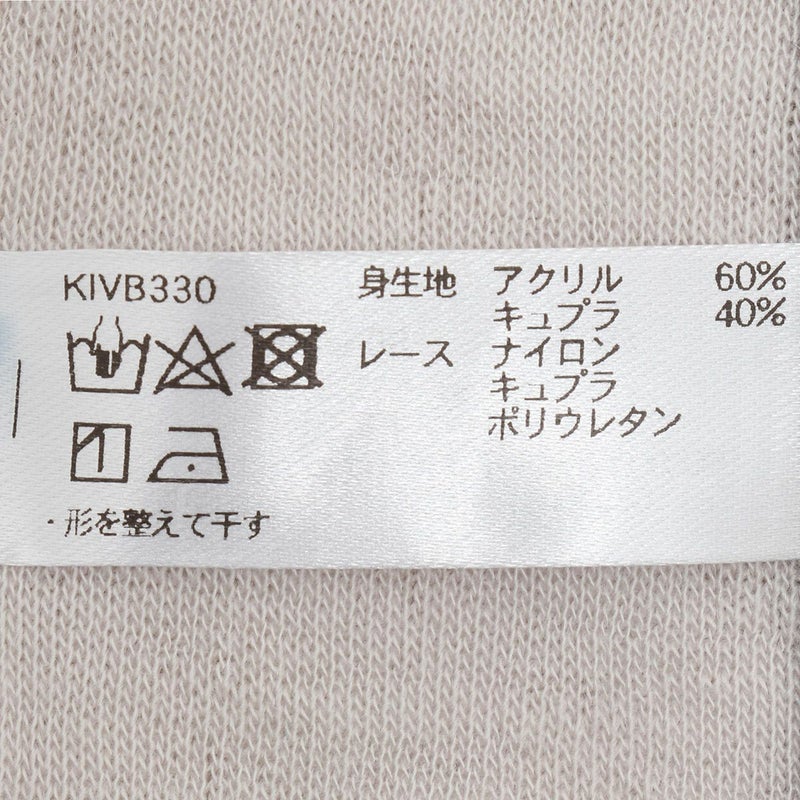 KIVB330
身生地 アクリル 60%
キュプラ 40%
レース ナイロン
キュプラ
ポリウレタン
・形を整えて干す